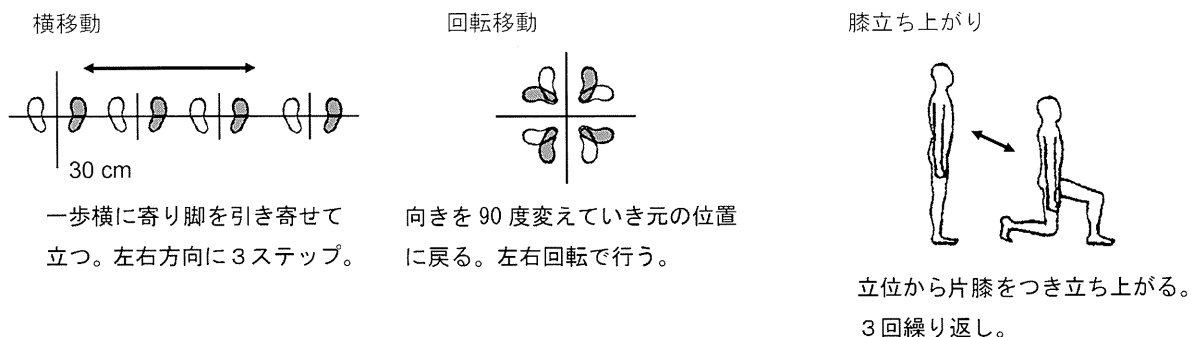 横移動
30 cm
一歩横に寄り脚を引き寄せて
立つ。左右方向に3ステップ。
回転移動
向きを90度変えていき元の位置
に戻る。左右回転で行う。
膝立ち上がり
立位から片膝をつき立ち上がる。
3回繰り返し。